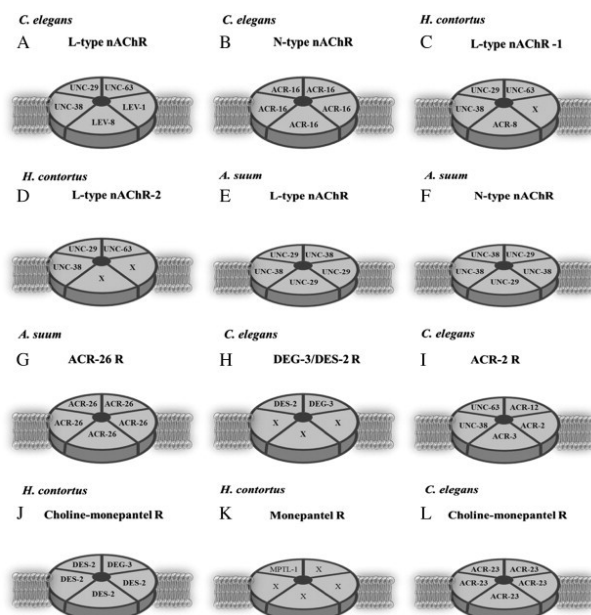 C. elegans
A L-type nAChR
UNC-29 UNC-63
UNC-38 LEV-1
LEV-8
C. elegans
B N-type nAChR
ACR-16 ACR-16
ACR-16 ACR-16
ACR-16
H. contortus
C L-type nAChR -1
UNC-29 UNC-63
UNC-38 X
ACR-8
H. contortus
D L-type nAChR-2
UNC-29 UNC-63
UNC-38 X
X
A. suum
E L-type nAChR
UNC-29 UNC-38
UNC-38 UNC-29
UNC-29
A. suum
F N-type nAChR
UNC-38 UNC-29
UNC-38 UNC-38
UNC-29
A. suum
G ACR-26 R
ACR-26 ACR-26
ACR-26 ACR-26
ACR-26
C. elegans
H DEG-3/DES-2 R
DES-2 DEG-3
X X
X
C. elegans
I ACR-2 R
UNC-63 ACR-12
UNC-38 ACR-2
ACR-3
H. contortus
J Choline-monepantel R
DES-2 DEG-3
DES-2 DES-2
DES-2
H. contortus
K Monepantel R
MPTL-1 X
X X
X
C. elegans
L Choline-monepantel R
ACR-23 ACR-23
ACR-23 ACR-23
ACR-23